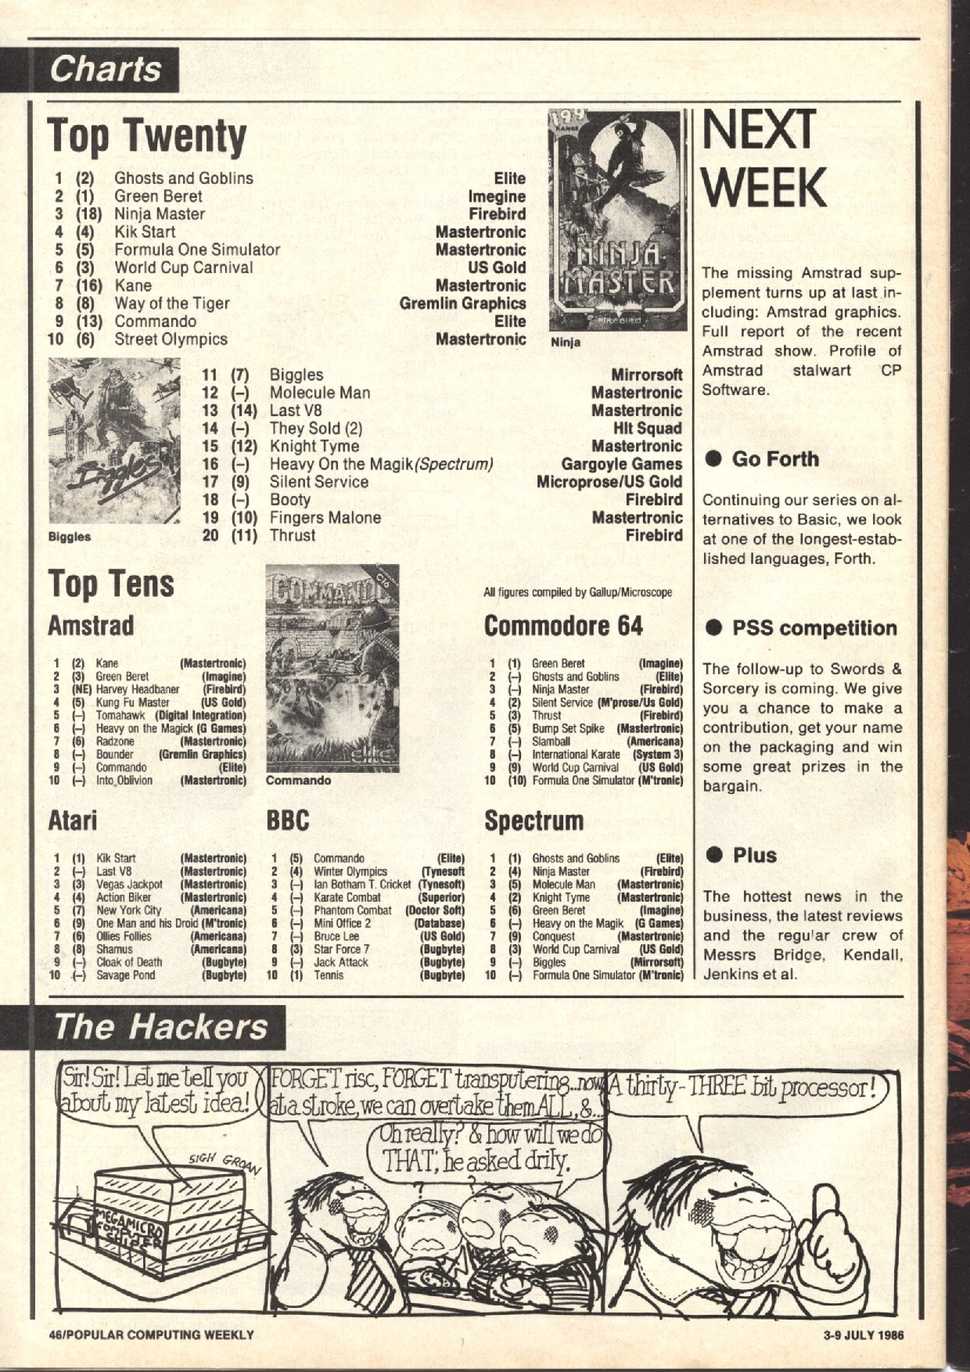 Charts
Top Twenty
1 (2) Ghosts and Goblins Elite
2 (1) Green Beret Imegine
3 (18) Ninja Master Firebird
4 (4) Kik Start Mastertronic
5 (5) Formula One Simulator Mastertronic
6 (3) World Cup Carnival US Gold
7 (16) Kane Mastertronic
8 (8) Way of the Tiger Gremlin Graphics
9 (13) Commando Elite
10 (6) Street Olympics Mastertronic
199
RANGE
NINJA
MASTER
FIREBIRD
Ninja
Biggles
Biggles
11 (7) Biggles Mirrorsoft
12 (–) Molecule Man Mastertronic
13 (14) Last V8 Mastertronic
14 (–) They Sold (2) HIt Squad
15 (12) Knight Tyme Mastertronic
16 (–) Heavy On the Magik (Spectrum) Gargoyle Games
17 (9) Silent Service Microprose/US Gold
18 (–) Booty Firebird
19 (10) Fingers Malone Mastertronic
20 (11) Thrust Firebird
Top Tens
All figures compiled by Gallup/Microscope
Amstrad
1 (2) Kane (Mastertronic)
2 (3) Green Beret (Imagine)
3 (NE) Harvey Headbaner (Firebird)
4 (5) Kung Fu Master (US Gold)
5 (–) Tomahawk (Digital Integration)
6 (–) Heavy on the Magick (G Games)
7 (6) Radzone (Mastertronic)
8 (–) Bounder (Gremlin Graphics)
9 (–) Commando (Elite)
10 (–) Into Oblivion (Mastertronic)
COMMANDO
C16
elite
Commando
Commodore 64
1 (1) Green Beret (Imagine)
2 (–) Ghosts and Goblins (Elite)
3 (–) Ninja Master (Firebird)
4 (2) Silent Service (M'prose/Us Gold)
5 (3) Thrust (Firebird)
6 (5) Bump Set Spike (Mastertronic)
7 (–) Slamball (Americana)
8 (–) International Karate (System 3)
9 (9) World Cup Carnival (US Gold)
10 (10) Formula One Simulator (M'tronic)
Atari
1 (1) Kik Start (Mastertronic)
2 (–) Last V8 (Mastertronic)
3 (3) Vegas Jackpot (Mastertronic)
4 (4) Action Biker (Mastertronic)
5 (7) New York City (Americana)
6 (9) One Man and his Droid (M'tronic)
7 (6) Ollies Follies (Americana)
8 (8) Shamus (Americana)
9 (–) Cloak of Death (Bugbyte)
10 (–) Savage Pond (Bugbyte)
BBC
1 (5) Commando (Elite)
2 (4) Winter Olympics (Tynesoft
3 (–) Ian Botham T. Cricket (Tynesoft)
4 (–) Karate Combat (Superior)
5 (–) Phantom Combat (Doctor Soft)
6 (–) Mini Office 2 (Database)
7 (–) Bruce Lee (US Gold)
8 (3) Star Force 7 (Bugbyte)
9 (–) Jack Attack (Bugbyte)
10 (1) Tennis (Bugbyte)
Spectrum
1 (1) Ghosts and Goblins (Elite)
2 (4) Ninja Master (Firebird)
3 (5) Molecule Man (Mastertronic)
4 (2) Knight Tyme (Mastertronic)
5 (6) Green Beret (Imagine)
6 (–) Heavy on the Magik (G Games)
7 (9) Conquest (Mastertronic)
8 (3) World Cup Carnival (US Gold)
9 (–) Biggles (Mirrorsoft)
10 (–) Formula One Simulator (M'tronic)
NEXT
WEEK
The missing Amstrad sup-
plement turns up at last in-
cluding: Amstrad graphics.
Full report of the recent
Amstrad show. Profile of
Amstrad stalwart CP
Software.
● Go Forth
Continuing our series on al-
ternatives to Basic, we look
at one of the longest-estab-
lished languages, Forth.
● PSS competition
The follow-up to Swords &
Sorcery is coming. We give
you a chance to make a
contribution, get your name
on the packaging and win
some great prizes in the
bargain.
● Plus
The hottest news in the
business, the latest reviews
and the regular crew of
Messrs Bridge, Kendall,
Jenkins et al.
The Hackers
Sir! Sir! Let me tell you
about my latest idea!
SIGH GROAN
MEGAMICRO
COMPUTER
CORPS
FORGET risc, FORGET transputering..now
at a stroke, we can overtake them ALL, &...
Oh really? & how will we do
THAT', he asked drily.
A thirty-THREE bit processor!
46/POPULAR COMPUTING WEEKLY
3-9 JULY 1986